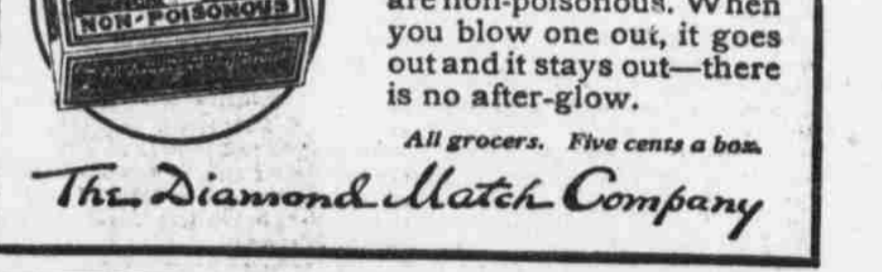 NON-POISONOUS
are non-poisonous. When
you blow one out, it goes
out and it stays out—there
is no after-glow.
All grocers. Five cents a box.
The Diamond Match Company